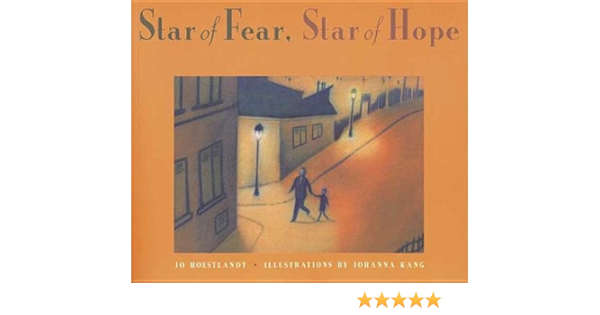 Star of Fear, Star of Hope
JO HOESTLANDT • ILLUSTRATIONS BY JOHANNA KANG